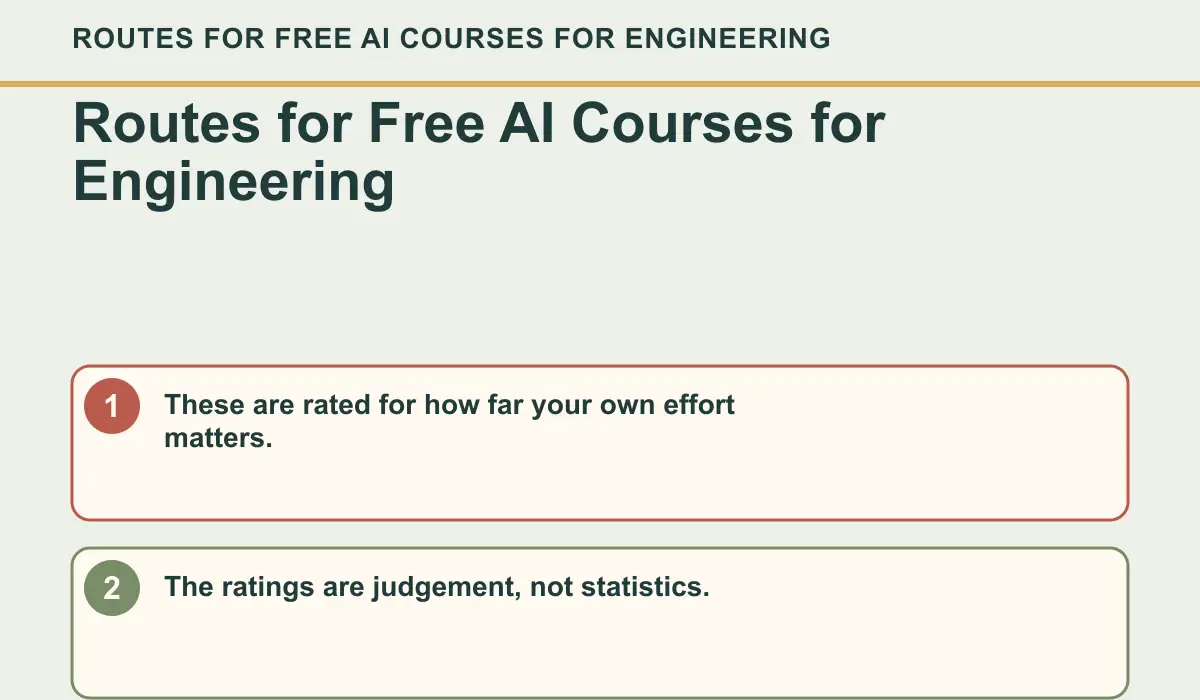 ROUTES FOR FREE AI COURSES FOR ENGINEERING
Routes for Free AI Courses for
Engineering
1
These are rated for how far your own effort
matters.
2
The ratings are judgement, not statistics.